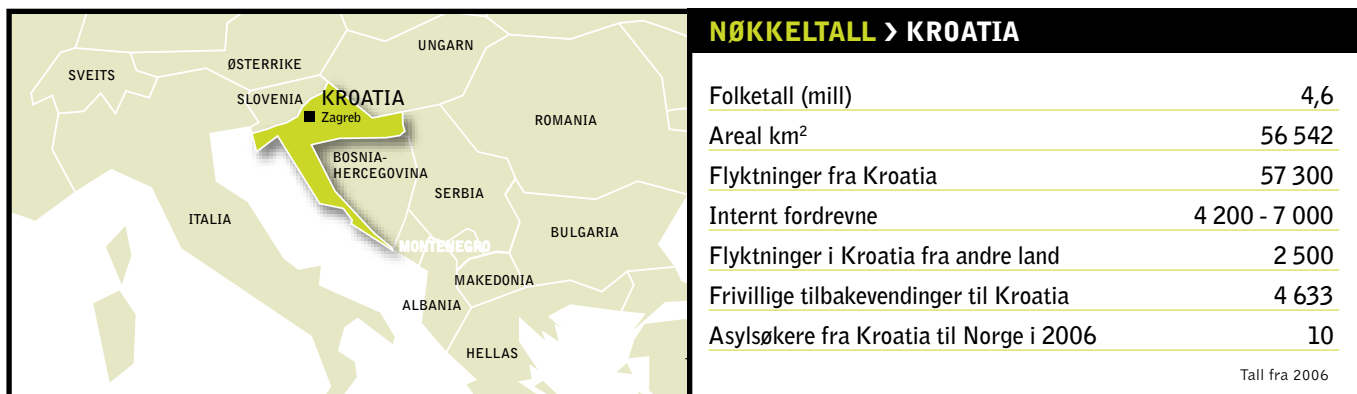 UNGARN
ØSTERRIKE
SVEITS
SLOVENIA
KROATIA
Zagreb
ROMANIA
BOSNIA-
HERCEGOVINA
SERBIA
ITALIA
BULGARIA
MONTENEGRO
MAKEDONIA
ALBANIA
HELLAS
NØKKELTALL › KROATIA
Folketall (mill) 4,6
Areal km² 56 542
Flyktninger fra Kroatia 57 300
Internt fordrevne 4 200 - 7 000
Flyktninger i Kroatia fra andre land 2 500
Frivillige tilbakevendinger til Kroatia 4 633
Asylsøkere fra Kroatia til Norge i 2006 10
Tall fra 2006